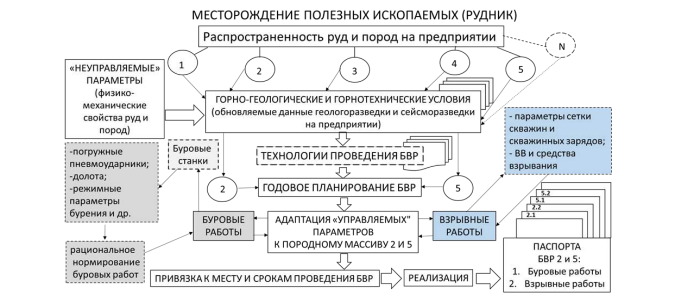 МЕСТОРОЖДЕНИЕ ПОЛЕЗНЫХ ИСКОПАЕМЫХ (РУДНИК)
Распространенность руд и пород на предприятии
N
1
2
3
4
5
«НЕУПРАВЛЯЕМЫЕ»
ПАРАМЕТРЫ
(физико-
механические
свойства руд и
пород)
ГОРНО-ГЕОЛОГИЧЕСКИЕ И ГОРНОТЕХНИЧЕСКИЕ УСЛОВИЯ
(обновляемые данные геологоразведки и сейсморазведки
на предприятии)
- параметры сетки
скважин и
скважинных зарядов;
- ВВ и средства
взрывания
-погружные
пневмоударники;
-долота;
-режимные
параметры
бурения и др.
Буровые
станки
ТЕХНОЛОГИИ ПРОВЕДЕНИЯ БВР
2
ГОДОВОЕ ПЛАНИРОВАНИЕ БВР
5
БУРОВЫЕ
РАБОТЫ
АДАПТАЦИЯ «УПРАВЛЯЕМЫХ"
ПАРАМЕТРОВ
К ПОРОДНОМУ МАССИВУ 2 И 5
ВЗРЫВНЫЕ
РАБОТЫ
5.2
5.1
2.2
2.1
рациональное
нормирование
буровых работ
ПАСПОРТА
БВР 2 и 5:
1. Буровые работы
2. Взрывные работы
ПРИВЯЗКА К МЕСТУ И СРОКАМ ПРОВЕДЕНИЯ БВР
РЕАЛИЗАЦИЯ